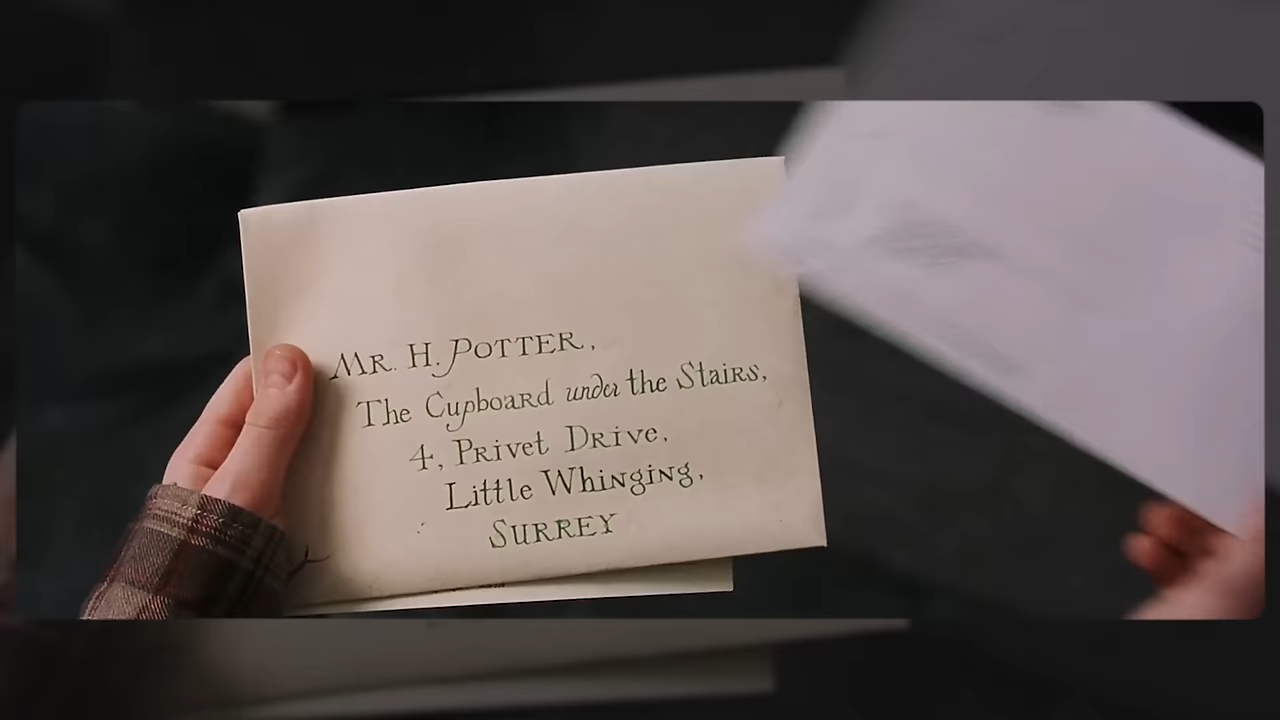 Mr. H. Potter,
The Cupboard under the Stairs,
4, Privet Drive,
Little Whinging,
Surrey